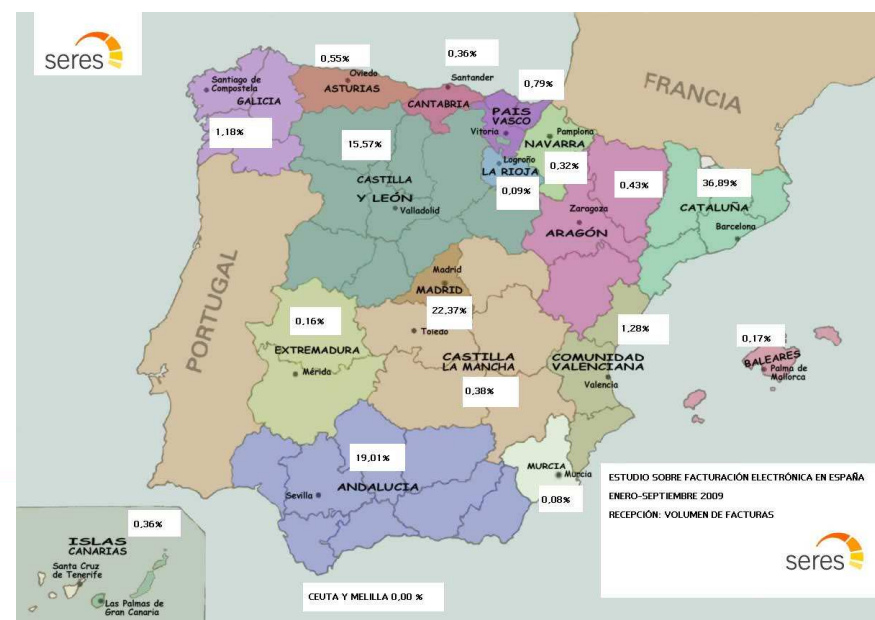 seres
0,55%
0,36%
0,79%
FRANCIA
Oviedo
ASTURIAS
Santander
CANTABRIA
PAIS
VASCO
Vitoria
Pamplona
NAVARRA
0,32%
Santiago de
Compostela
GALICIA
1,18%
15,57%
CASTILLA
Y LEÓN
Valladolid
Logroño
LA RIOJA
0,09%
0,43%
Zaragoza
ARAGÓN
36,89%
CATALUÑA
Barcelona
PORTUGAL
Madrid
MADRID
22,37%
Toledo
0,16%
EXTREMADURA
Mérida
CASTILLA
LA MANCHA
0,38%
1,28%
COMUNIDAD
VALENCIANA
Valencia
0,17%
BALEARES
Palma de
Mallorca
19,01%
ANDALUCIA
Sevilla
MURCIA
Murcia
0,08%
ESTUDIO SOBRE FACTURACIÓN ELECTRÓNICA EN ESPAÑA
ENERO-SEPTIEMBRE 2009
RECEPCIÓN: VOLUMEN DE FACTURAS
seres
0,36%
ISLAS
CANARIAS
Santa Cruz
de Tenerife
Las Palmas de
Gran Canaria
CEUTA Y MELILLA 0,00 %